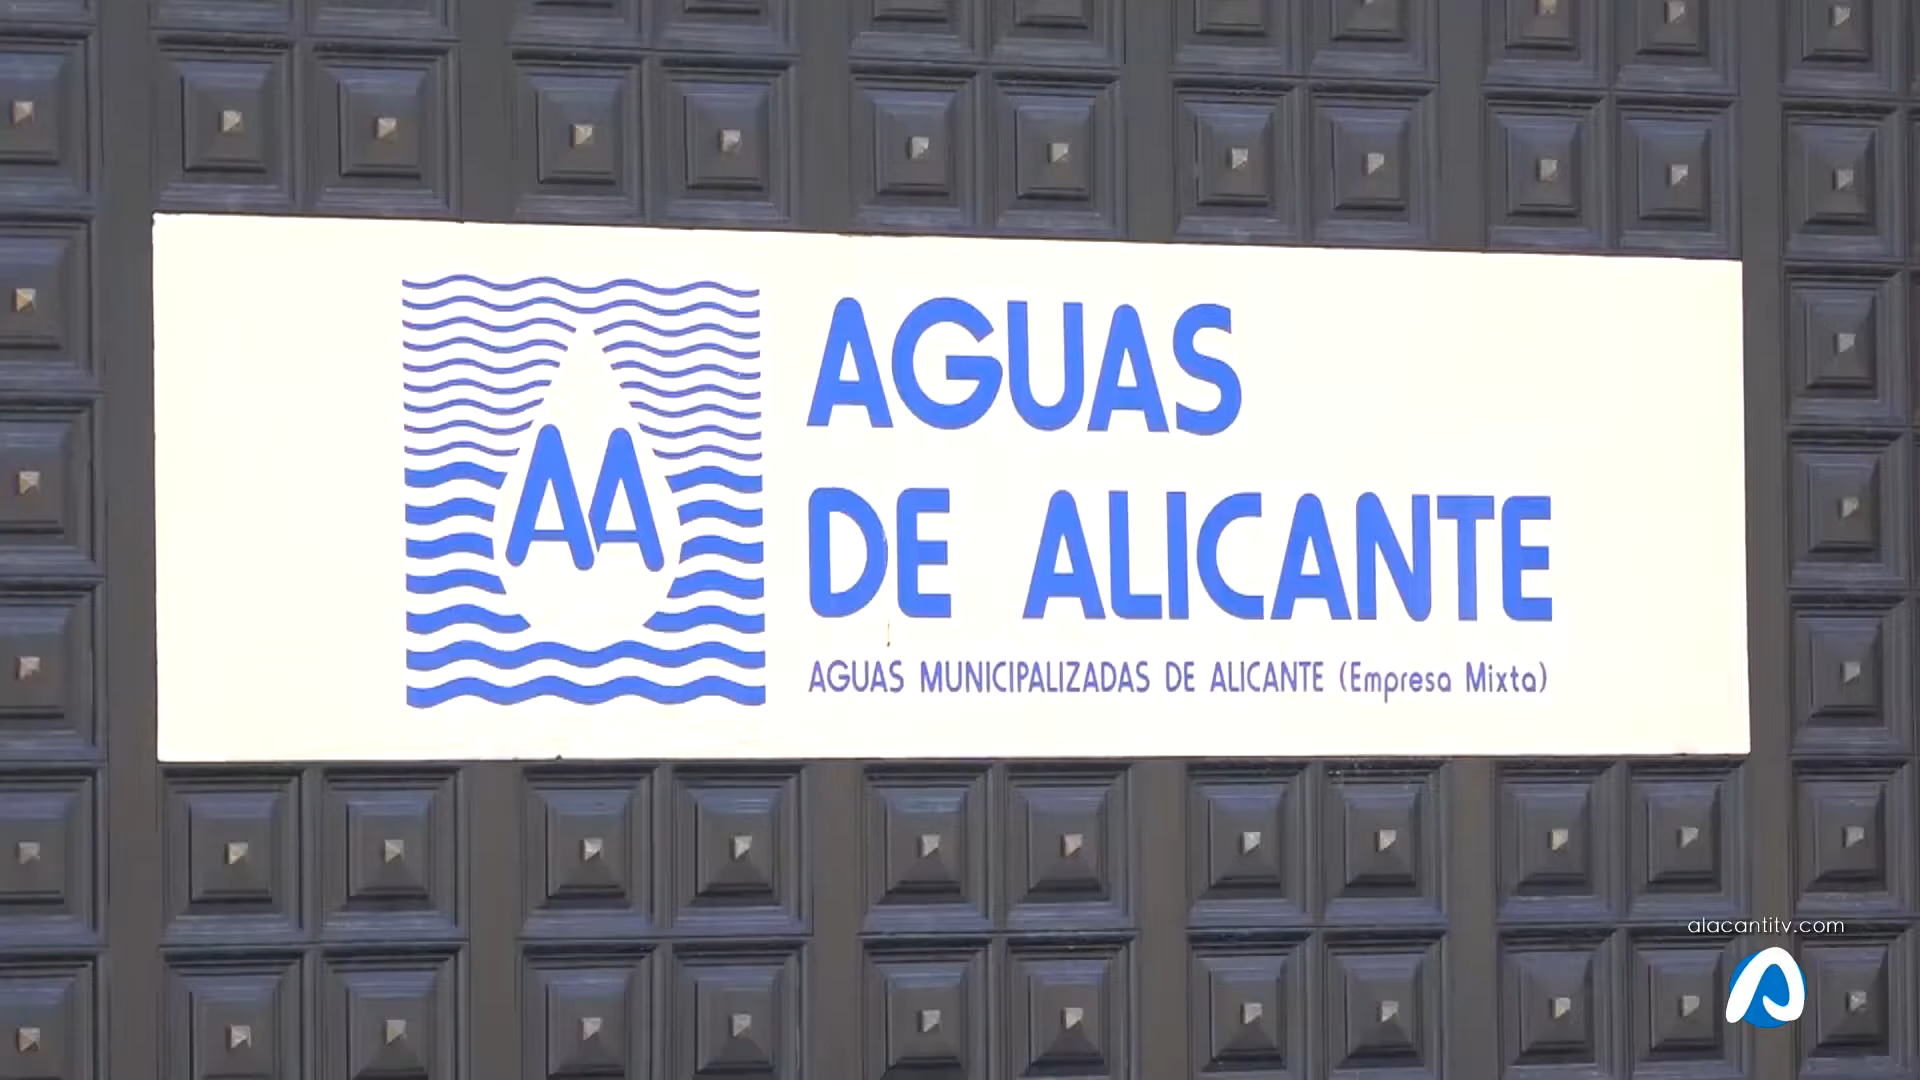 AGUAS
DE ALICANTE
AA
AGUAS MUNICIPALIZADAS DE ALICANTE (Empresa Mixta)
alacantitv.com